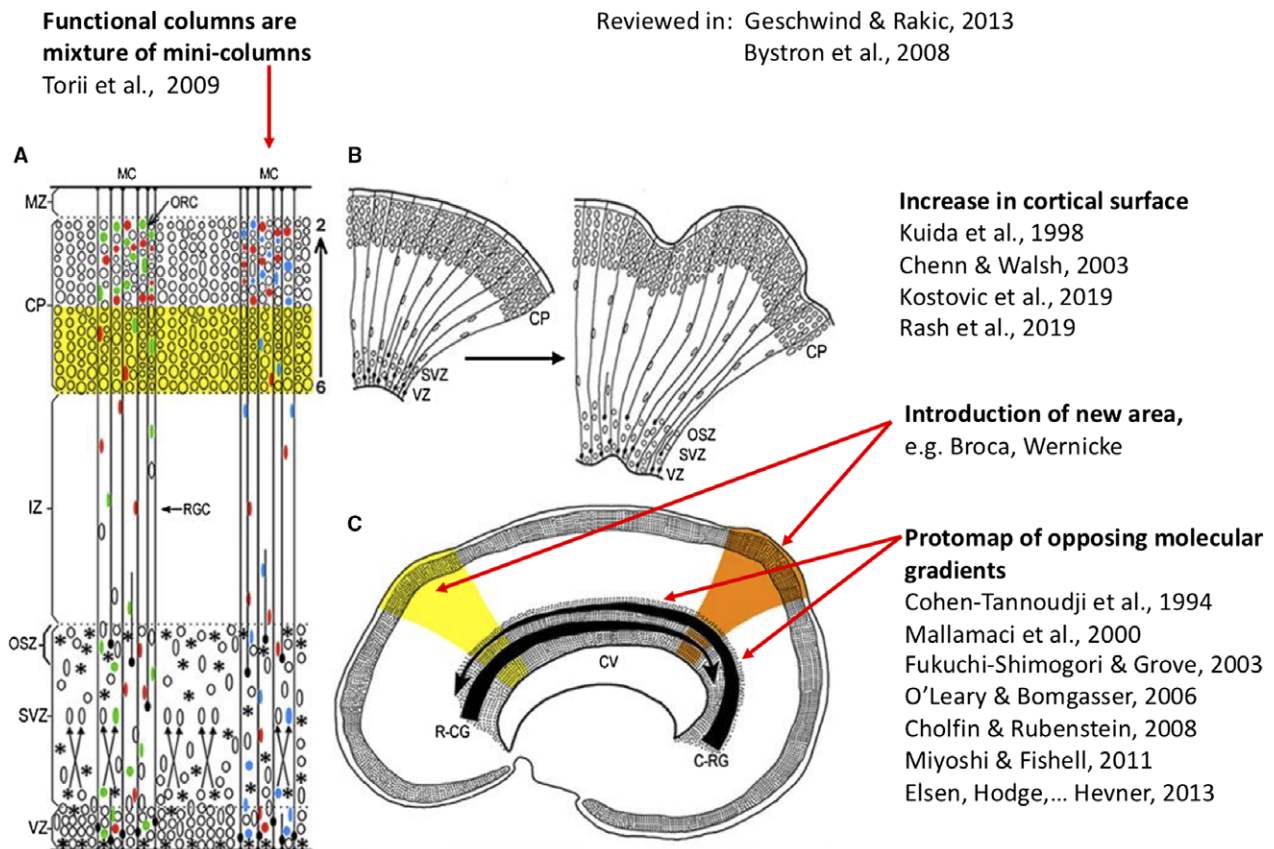 Functional columns are
mixture of mini-columns
Torii et al., 2009
Reviewed in: Geschwind & Rakic, 2013
Bystron et al., 2008
A
MC
MC
MZ
ORC
2
CP
6
IZ
RGC
OSZ
SVZ
VZ
B
CP
SVZ
VZ
CP
OSZ
SVZ
VZ
C
CV
R-CG
C-RG
Increase in cortical surface
Kuida et al., 1998
Chenn & Walsh, 2003
Kostovic et al., 2019
Rash et al., 2019
Introduction of new area,
e.g. Broca, Wernicke
Protomap of opposing molecular
gradients
Cohen-Tannoudji et al., 1994
Mallamaci et al., 2000
Fukuchi-Shimogori & Grove, 2003
O’Leary & Bomgasser, 2006
Cholfin & Rubenstein, 2008
Miyoshi & Fishell, 2011
Elsen, Hodge,... Hevner, 2013